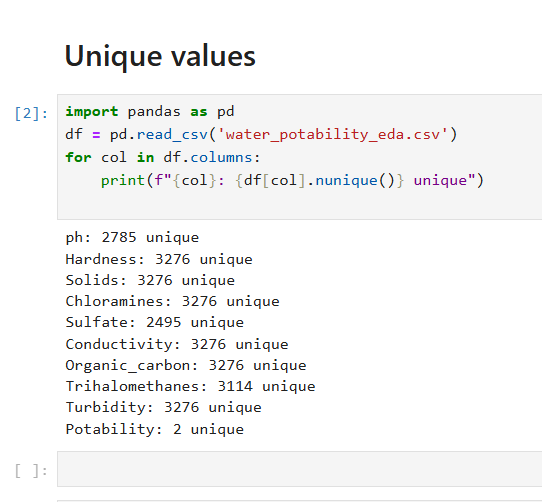 Unique values
[2]:
import pandas as pd
df = pd.read_csv('water_potability_eda.csv')
for col in df.columns:
    print(f"{col}: {df[col].nunique()} unique")
ph: 2785 unique
Hardness: 3276 unique
Solids: 3276 unique
Chloramines: 3276 unique
Sulfate: 2495 unique
Conductivity: 3276 unique
Organic_carbon: 3276 unique
Trihalomethanes: 3114 unique
Turbidity: 3276 unique
Potability: 2 unique
[ ]: